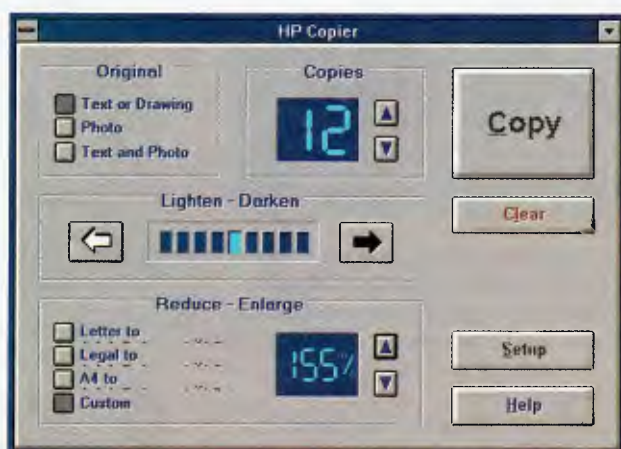 HP Copier
Original
Text or Drawing
Photo
Text and Photo
Copies
12
Copy
Lighten - Darken
Clear
Reduce - Enlarge
Letter to
Legal to
A4 to
Custom
155%
Setup
Help